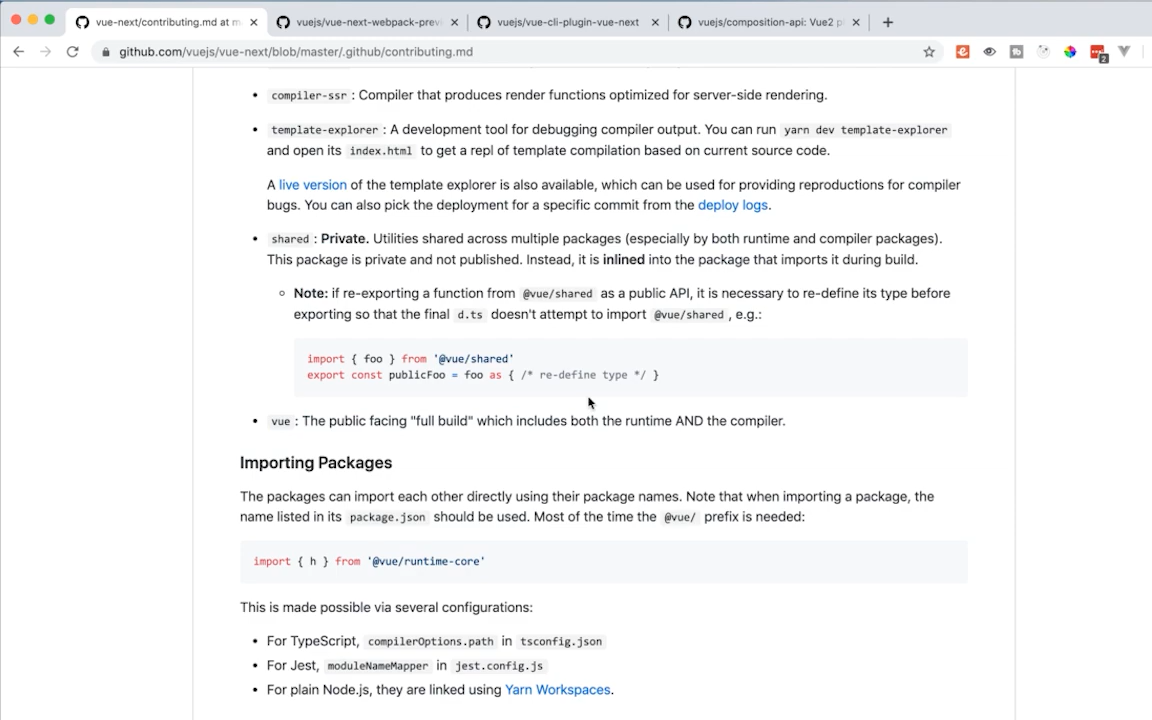 vue-next/contributing.md at m
vuejs/vue-next-webpack-previ
vuejs/vue-cli-plugin-vue-next
vuejs/composition-api: Vue2 p
github.com/vuejs/vue-next/blob/master/.github/contributing.md
2
• compiler-ssr : Compiler that produces render functions optimized for server-side rendering.
• template-explorer : A development tool for debugging compiler output. You can run yarn dev template-explorer
and open its index.html to get a repl of template compilation based on current source code.
A live version of the template explorer is also available, which can be used for providing reproductions for compiler
bugs. You can also pick the deployment for a specific commit from the deploy logs.
• shared : Private. Utilities shared across multiple packages (especially by both runtime and compiler packages).
This package is private and not published. Instead, it is inlined into the package that imports it during build.
○ Note: if re-exporting a function from @vue/shared as a public API, it is necessary to re-define its type before
exporting so that the final d.ts doesn't attempt to import @vue/shared , e.g.:
import { foo } from '@vue/shared'
export const publicFoo = foo as { /* re-define type */ }
• vue : The public facing "full build" which includes both the runtime AND the compiler.
Importing Packages
The packages can import each other directly using their package names. Note that when importing a package, the
name listed in its package.json should be used. Most of the time the @vue/ prefix is needed:
import { h } from '@vue/runtime-core'
This is made possible via several configurations:
• For TypeScript, compilerOptions.path in tsconfig.json
• For Jest, moduleNameMapper in jest.config.js
• For plain Node.js, they are linked using Yarn Workspaces.